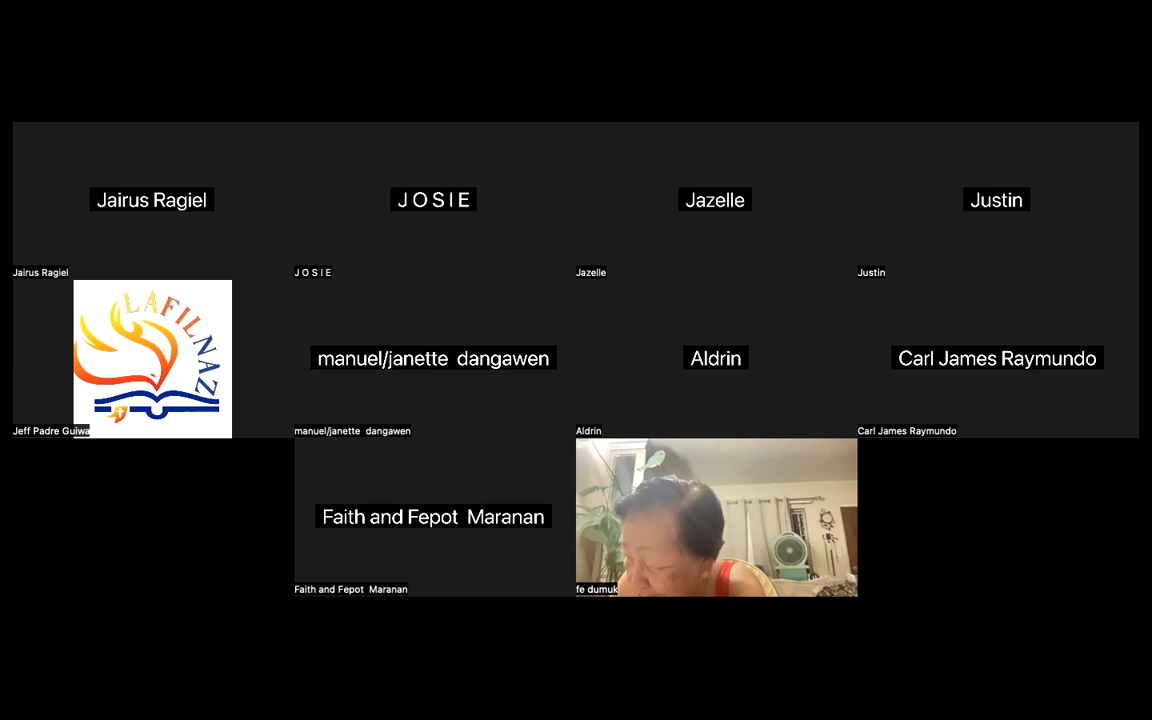 Jairus Ragiel
J O S I E
Jazelle
Justin
Jairus Ragiel
J O S I E
Jazelle
Justin
LAFILNAZ
manuel/janette dangawen
Aldrin
Carl James Raymundo
Jeff Padre Guiwa
manuel/janette dangawen
Aldrin
Carl James Raymundo
Faith and Fepot Maranan
Faith and Fepot Maranan
fe dumuk